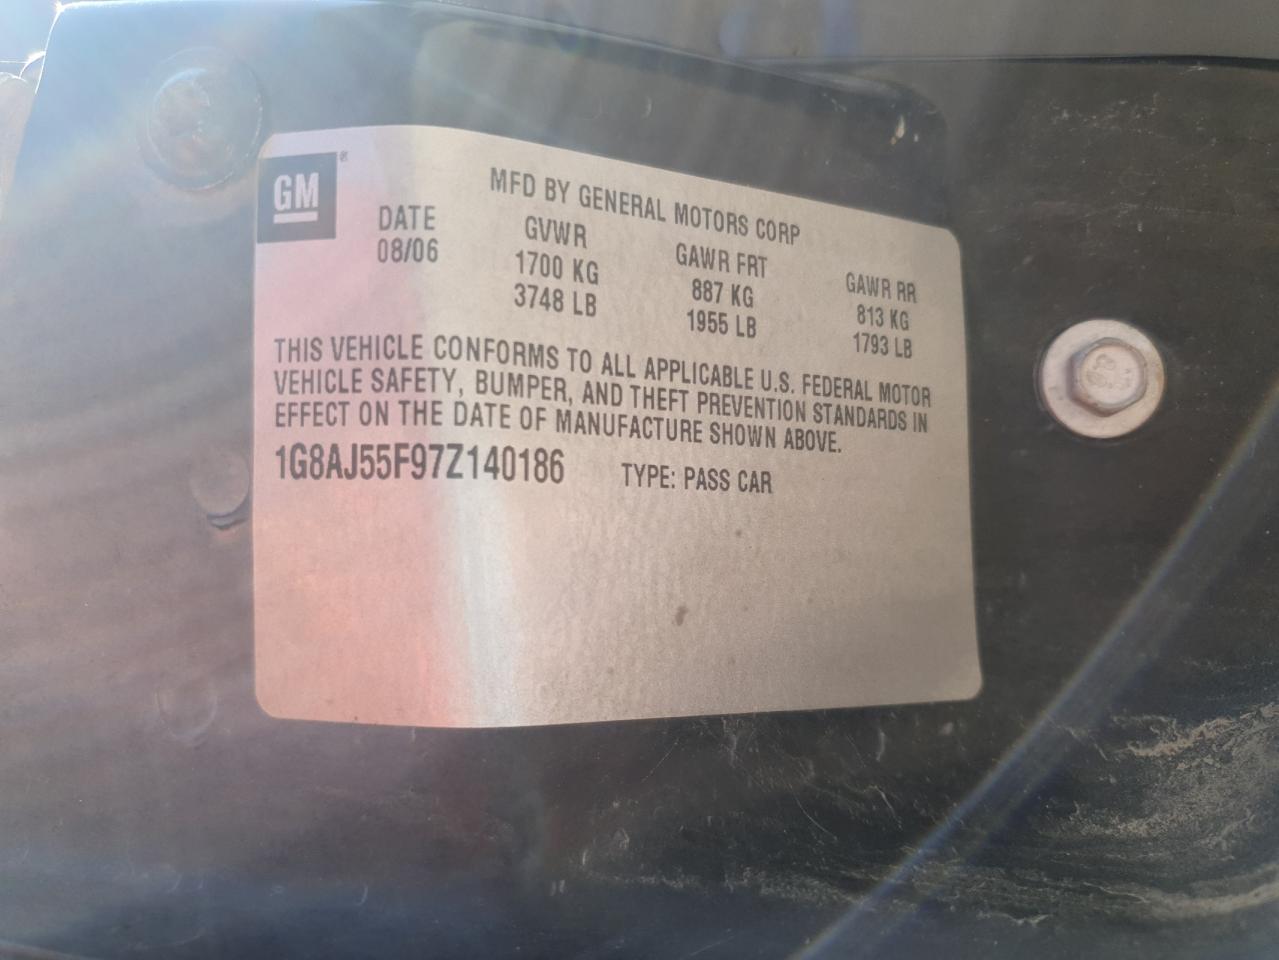 GM ®
MFD BY GENERAL MOTORS CORP
DATE GVWR GAWR FRT GAWR RR
08/06 1700 KG 887 KG 813 KG
3748 LB 1955 LB 1793 LB
THIS VEHICLE CONFORMS TO ALL APPLICABLE U.S. FEDERAL MOTOR
VEHICLE SAFETY, BUMPER, AND THEFT PREVENTION STANDARDS IN
EFFECT ON THE DATE OF MANUFACTURE SHOWN ABOVE.
1G8AJ55F97Z140186 TYPE: PASS CAR